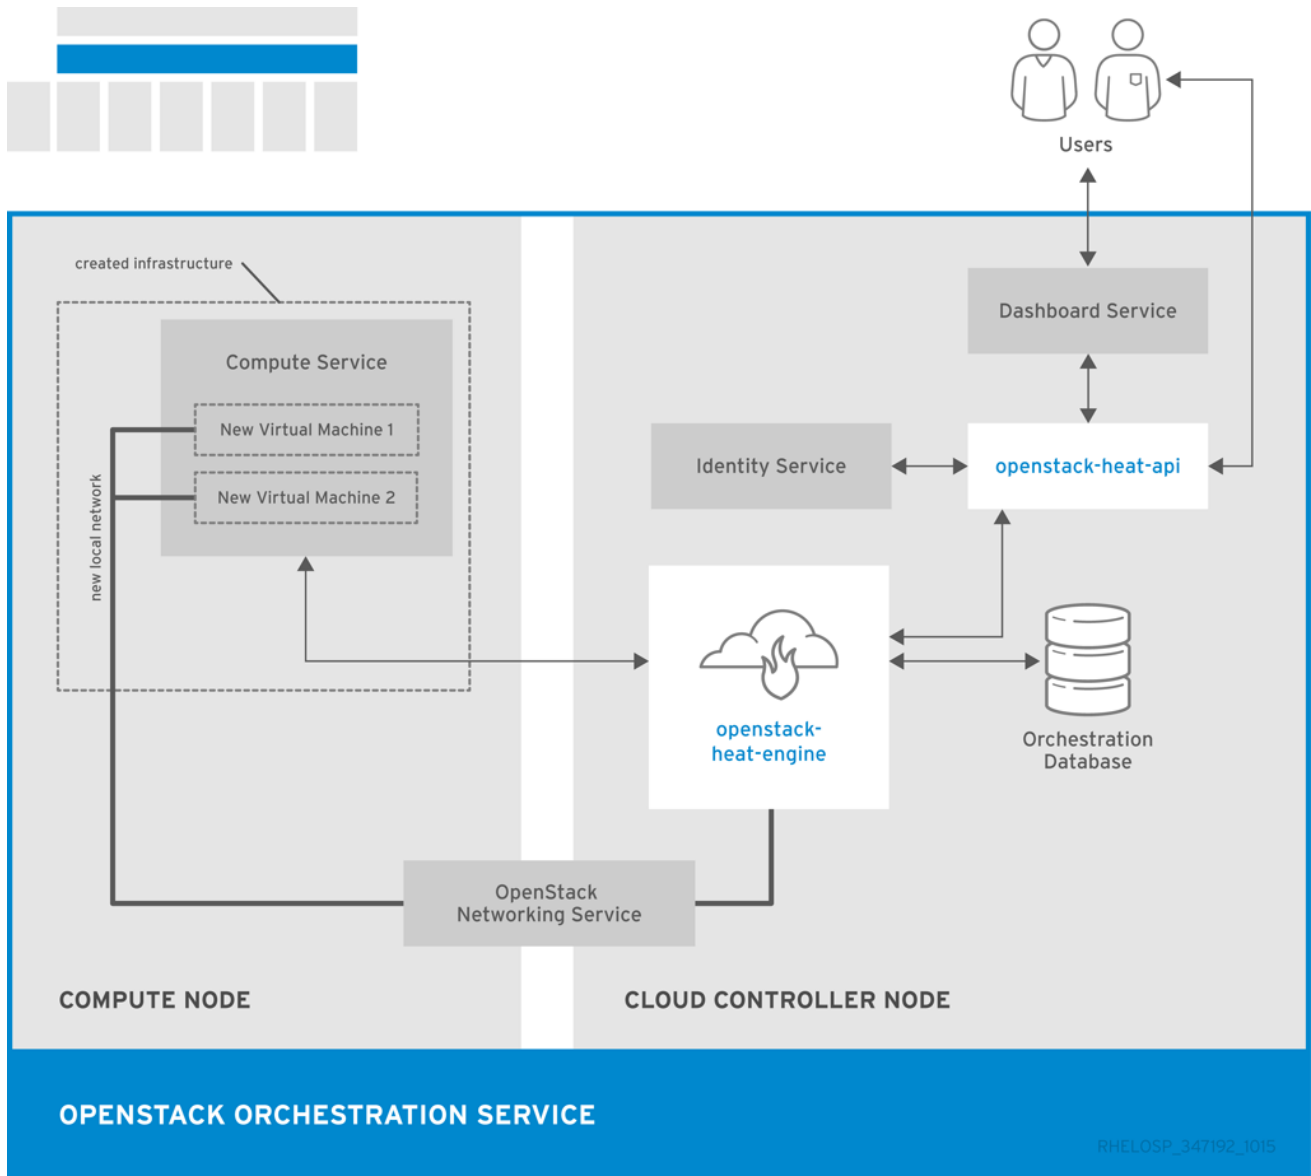 Users
created infrastructure
Dashboard Service
Compute Service
New Virtual Machine 1
New Virtual Machine 2
new local network
Identity Service
openstack-heat-api
openstack-
heat-engine
Orchestration
Database
OpenStack
Networking Service
COMPUTE NODE
CLOUD CONTROLLER NODE
OPENSTACK ORCHESTRATION SERVICE
RHELOSP_347192_1015